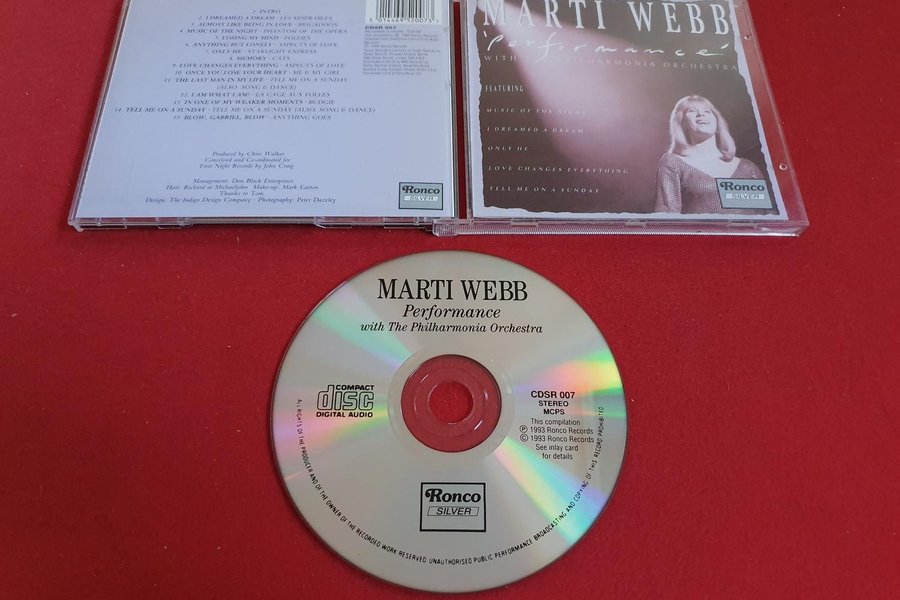 1. INTRO
2. I DREAMED A DREAM · LES MISERABLES
3. ALMOST LIKE BEING IN LOVE · BRIGADOON
4. MUSIC OF THE NIGHT · PHANTOM OF THE OPERA
5. LOSING MY MIND · FOLLIES
6. ANYTHING BUT LONELY · ASPECTS OF LOVE
7. ONLY HE · STARLIGHT EXPRESS
8. MEMORY · CATS
9. LOVE CHANGES EVERYTHING · ASPECTS OF LOVE
10. ONCE YOU LOSE YOUR HEART · ME & MY GIRL
11. THE LAST MAN IN MY LIFE · TELL ME ON A SUNDAY
(ALSO: SONG & DANCE)
12. I AM WHAT I AM! · LA CAGE AUX FOLLES
13. IN ONE OF MY WEAKER MOMENTS · BUDGIE
14. TELL ME ON A SUNDAY · TELL ME ON A SUNDAY (ALSO: SONG & DANCE)
15. BLOW, GABRIEL, BLOW · ANYTHING GOES
Produced by Chris Walker
Conceived and Co-ordinated for
First Night Records by John Craig
Management: Don Black Enterprises
Hair: Richard at Michaeljohn · Make-up: Mark Easton
Thanks to Tom
Design: The Indigo Design Company · Photography: Peter Dazeley
5 014469 520073
CDSR 007
Ronco
SILVER
MARTI WEBB
'Performance'
WITH PHILHARMONIA ORCHESTRA
FEATURING
MUSIC OF THE NIGHT
I DREAMED A DREAM
ONLY HE
LOVE CHANGES EVERYTHING
TELL ME ON A SUNDAY
Ronco
SILVER
MARTI WEBB
Performance
with The Philharmonia Orchestra
COMPACT
disc
DIGITAL AUDIO
CDSR 007
STEREO
MCPS
This compilation
Ⓟ 1993 Ronco Records
© 1993 Ronco Records
See inlay card
for details
Ronco
SILVER
ALL RIGHTS OF THE PRODUCER AND OF THE OWNER OF THE RECORDED WORK RESERVED. UNAUTHORISED PUBLIC PERFORMANCE BROADCASTING AND COPYING OF THIS RECORD PROHIBITED